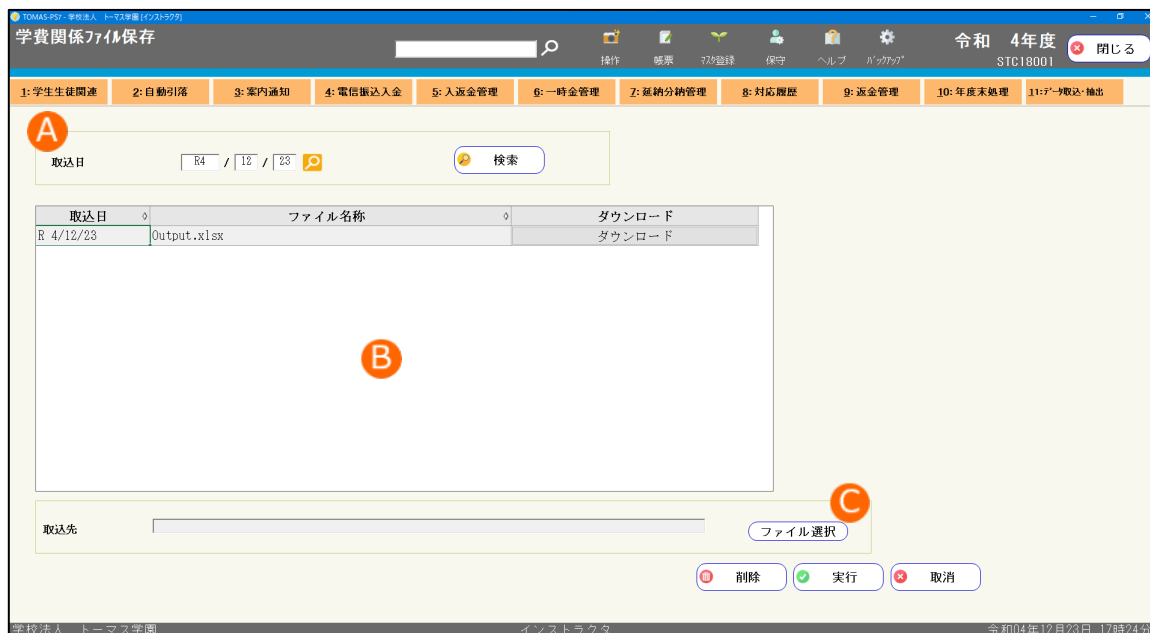 TOMAS-PS7 - 学校法人 トーマス学園 [インストラクタ]
学費関係ﾌｧｲﾙ保存
操作 帳票 ﾏｽﾀ登録 保守 ヘルプ ﾊﾞｯｸｱｯﾌﾟ
令和 4年度
STC18001
閉じる
1:学生生徒関連 2:自動引落 3:案内通知 4:電信振込入金 5:入返金管理 6:一時金管理 7:延納分納管理 8:対応履歴 9:返金管理 10:年度末処理 11:ﾃﾞｰﾀ取込・抽出
A
取込日 R4 / 12 / 23 検索
取込日 ファイル名称 ダウンロード
R 4/12/23 Output.xlsx ダウンロード
B
C
取込先 ファイル選択
削除 実行 取消
学校法人 トーマス学園 インストラクタ 令和04年12月23日 17時24分